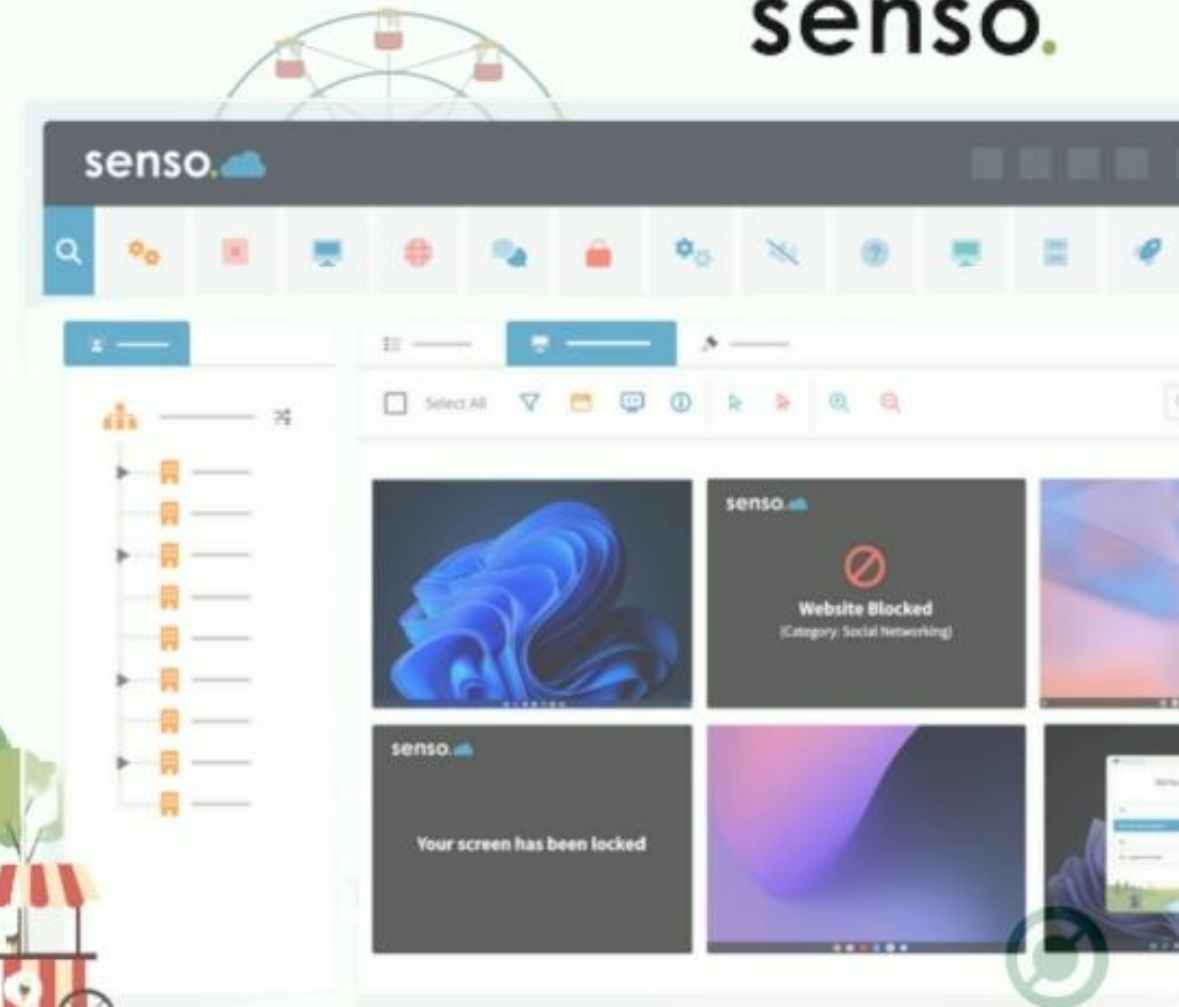 senso.
senso.
Select All
senso.
Website Blocked
(Category: Social Networking)
senso.
Your screen has been locked